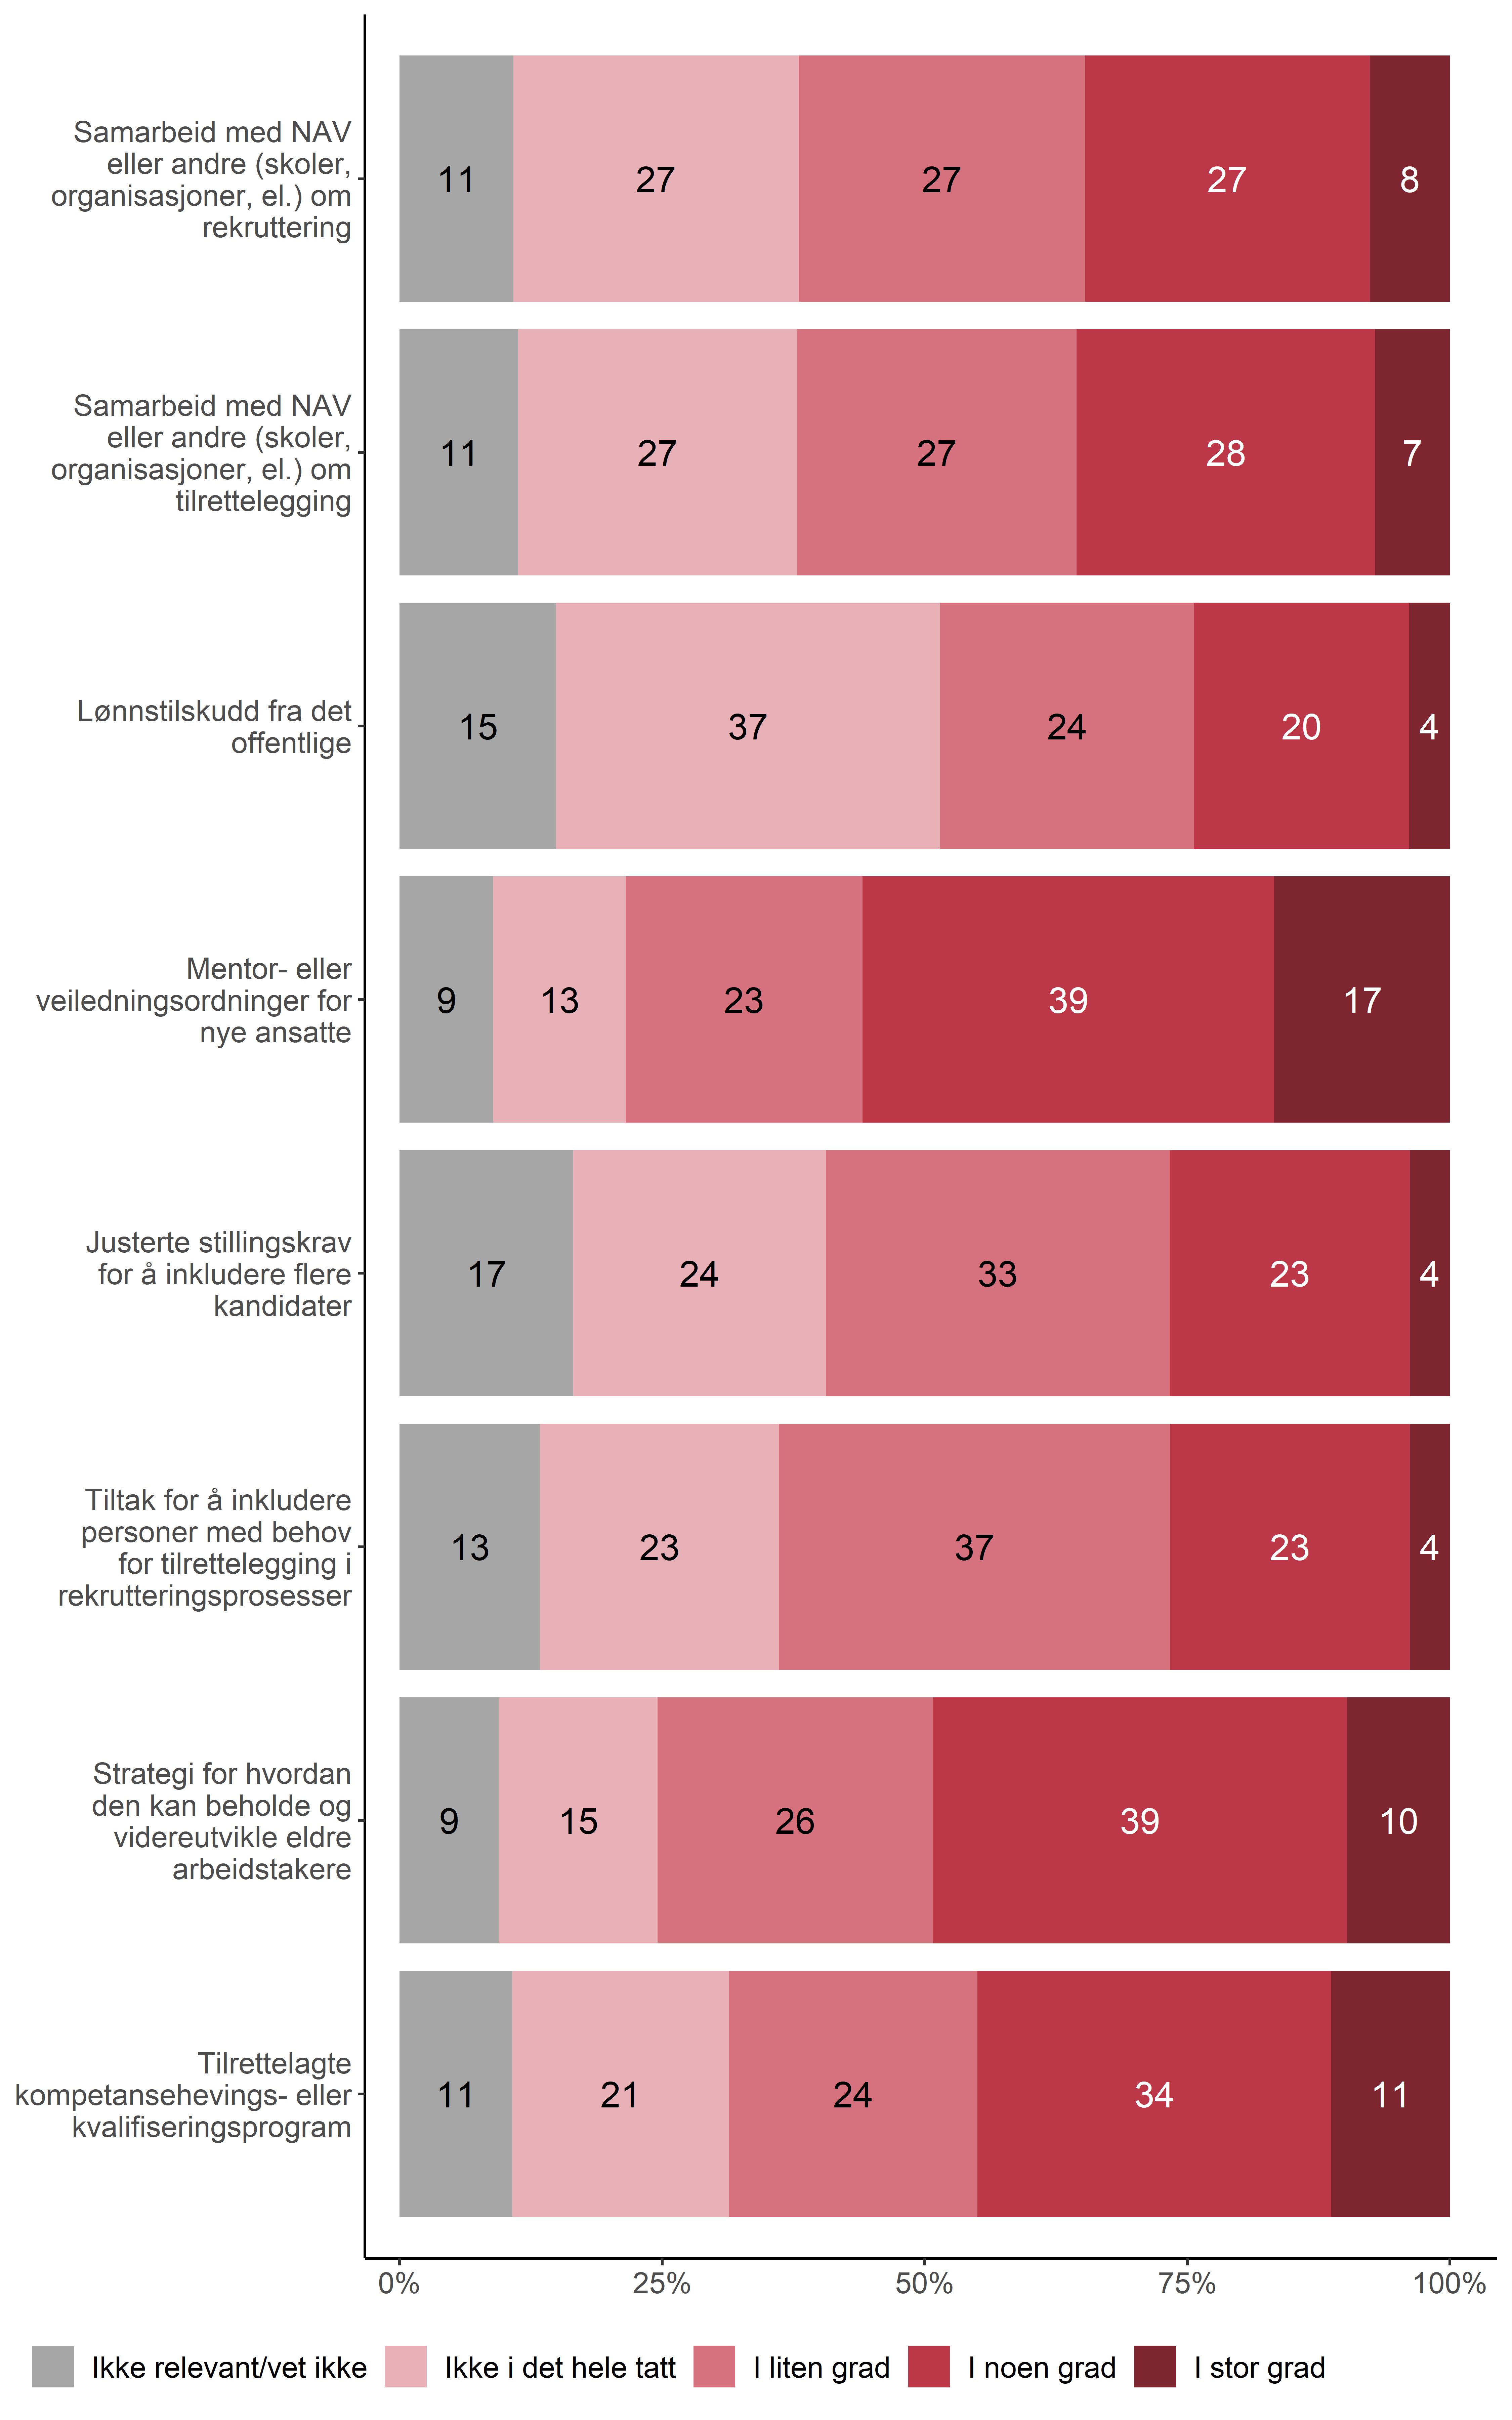 Samarbeid med NAV
eller andre (skoler,
organisasjoner, el.) om
rekruttering
11 27 27 27 8
Samarbeid med NAV
eller andre (skoler,
organisasjoner, el.) om
tilrettelegging
11 27 27 28 7
Lønnstilskudd fra det
offentlige
15 37 24 20 4
Mentor- eller
veiledningsordninger for
nye ansatte
9 13 23 39 17
Justerte stillingskrav
for å inkludere flere
kandidater
17 24 33 23 4
Tiltak for å inkludere
personer med behov
for tilrettelegging i
rekrutteringsprosesser
13 23 37 23 4
Strategi for hvordan
den kan beholde og
videreutvikle eldre
arbeidstakere
9 15 26 39 10
Tilrettelagte
kompetansehevings- eller
kvalifiseringsprogram
11 21 24 34 11
0% 25% 50% 75% 100%
Ikke relevant/vet ikke Ikke i det hele tatt I liten grad I noen grad I stor grad